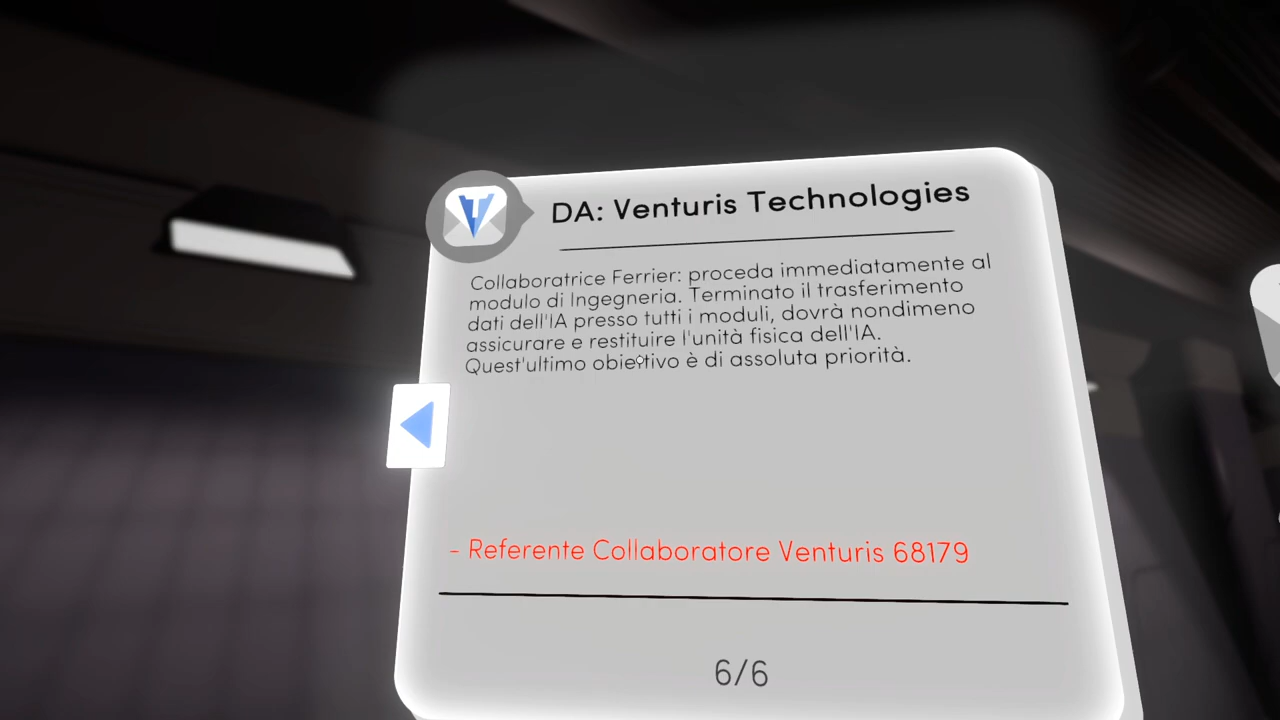 DA: Venturis Technologies
Collaboratrice Ferrier: proceda immediatamente al
modulo di Ingegneria. Terminato il trasferimento
dati dell'IA presso tutti i moduli, dovrà nondimeno
assicurare e restituire l'unità fisica dell'IA.
Quest'ultimo obiettivo è di assoluta priorità.
- Referente Collaboratore Venturis 68179
6/6